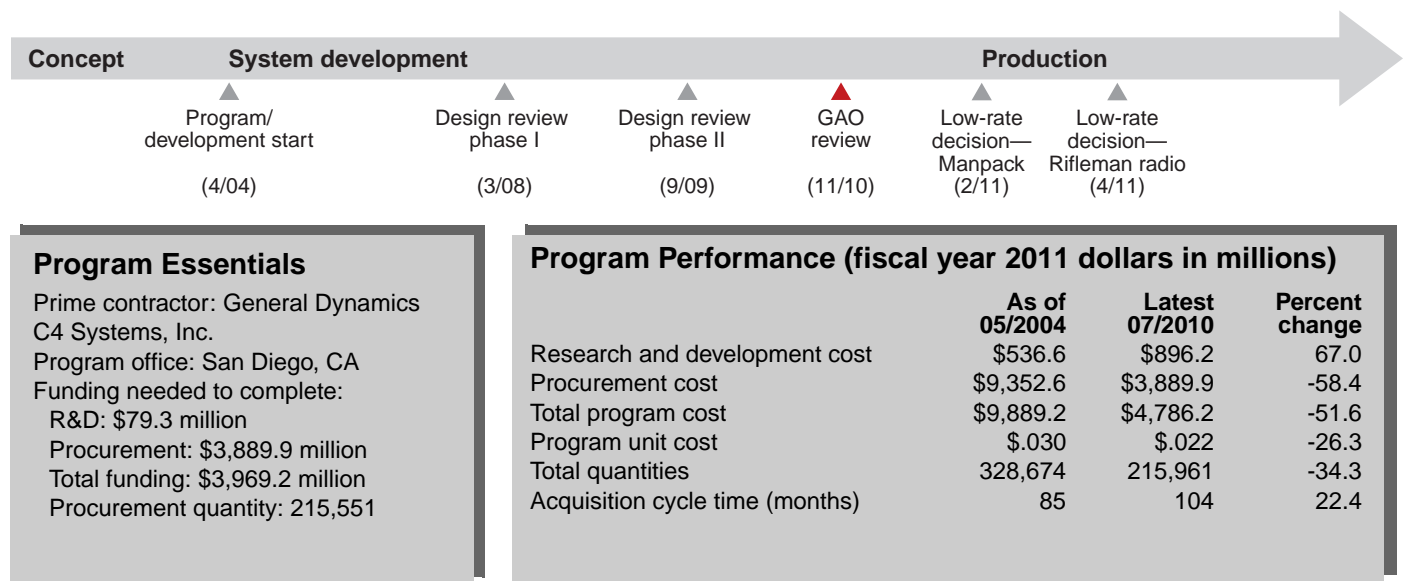 Concept System development Production
Program/
development start
(4/04)
Design review
phase I
(3/08)
Design review
phase II
(9/09)
GAO
review
(11/10)
Low-rate
decision—
Manpack
(2/11)
Low-rate
decision—
Rifleman radio
(4/11)
Program Essentials
Prime contractor: General Dynamics
C4 Systems, Inc.
Program office: San Diego, CA
Funding needed to complete:
R&D: $79.3 million
Procurement: $3,889.9 million
Total funding: $3,969.2 million
Procurement quantity: 215,551
Program Performance (fiscal year 2011 dollars in millions)
As of Latest Percent
05/2004 07/2010 change
Research and development cost $536.6 $896.2 67.0
Procurement cost $9,352.6 $3,889.9 -58.4
Total program cost $9,889.2 $4,786.2 -51.6
Program unit cost $.030 $.022 -26.3
Total quantities 328,674 215,961 -34.3
Acquisition cycle time (months) 85 104 22.4